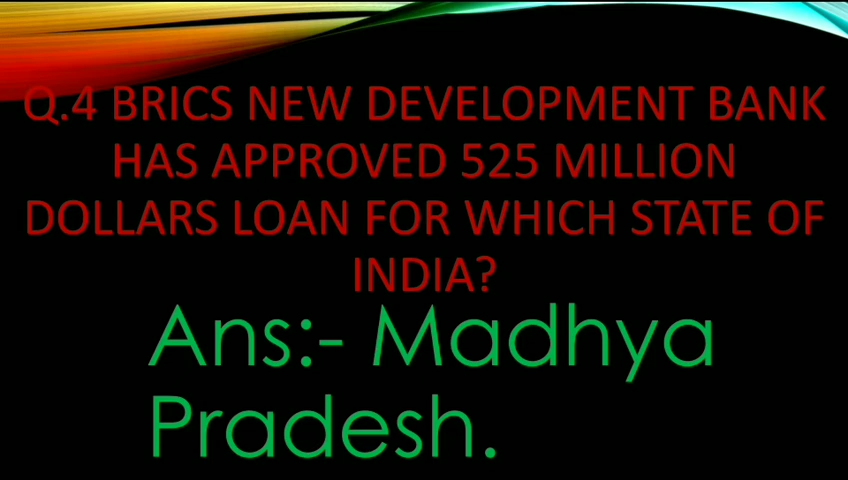 Q.4 BRICS NEW DEVELOPMENT BANK
HAS APPROVED 525 MILLION
DOLLARS LOAN FOR WHICH STATE OF
INDIA?
Ans:- Madhya
Pradesh.